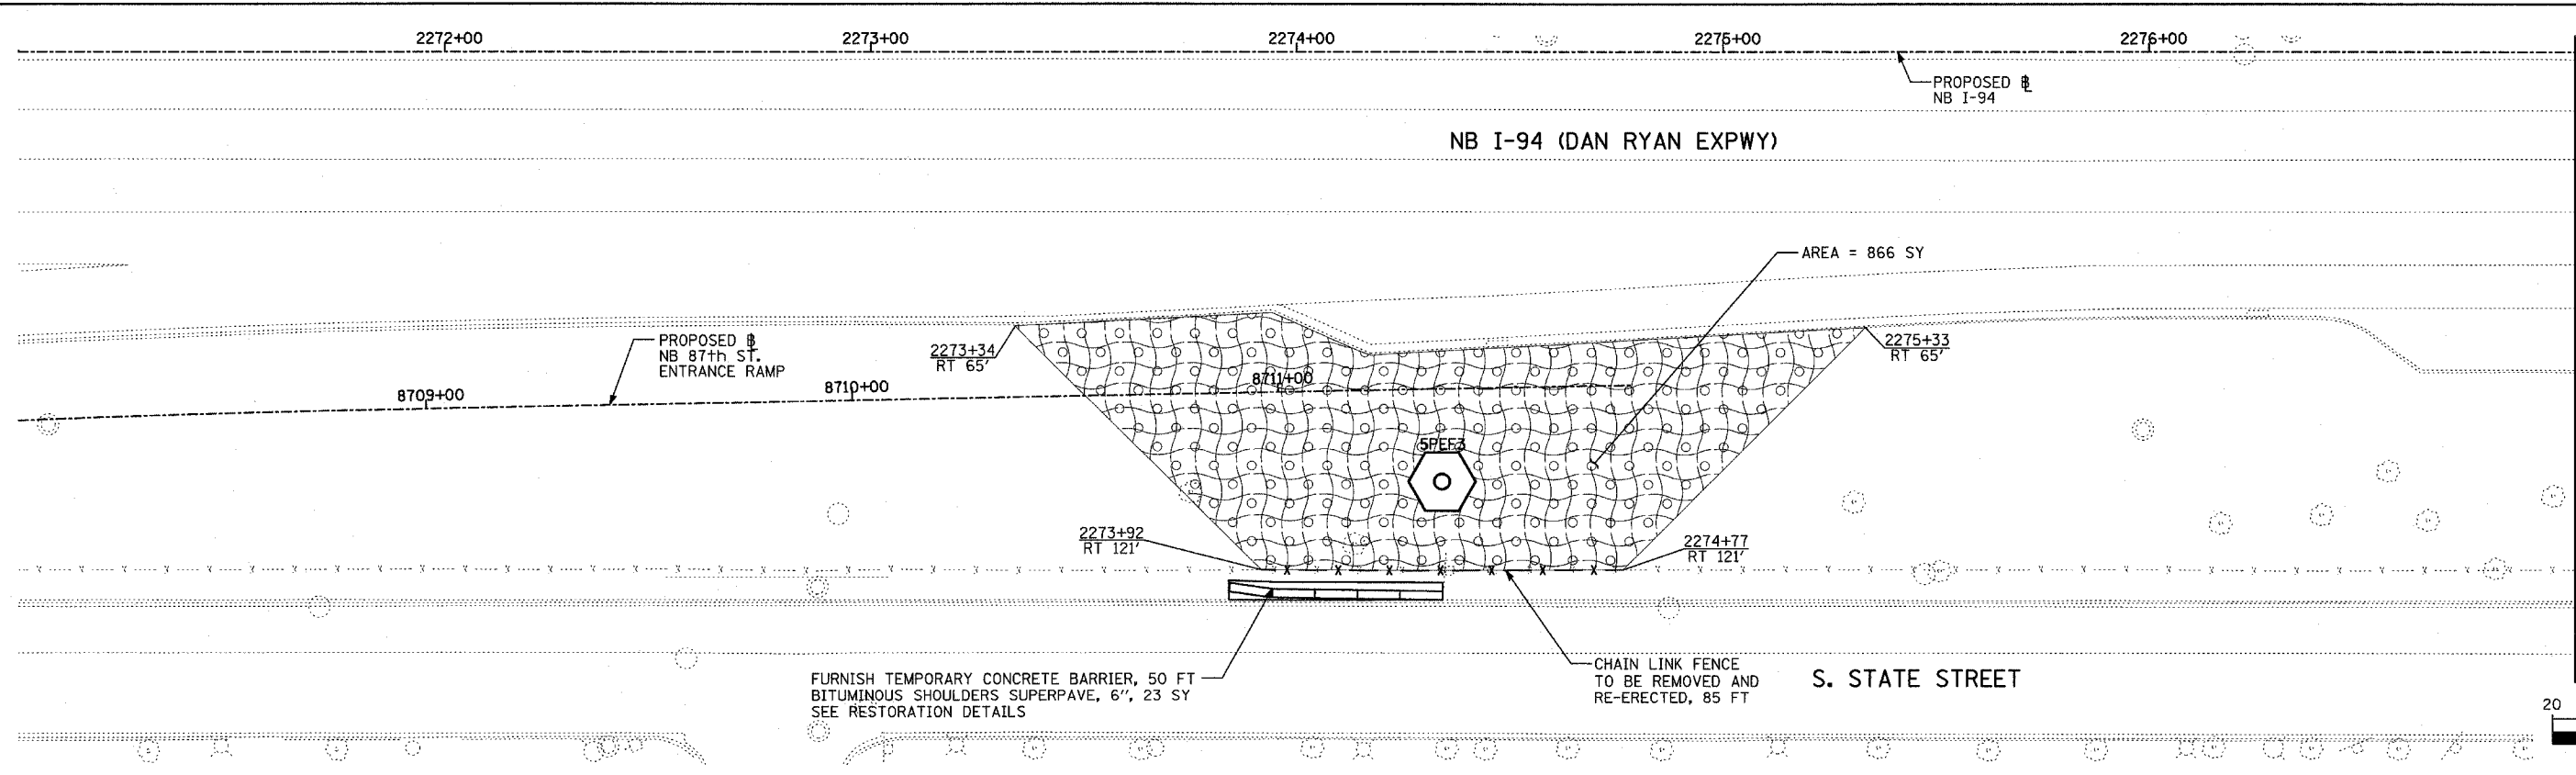 2272+00
2273+00
2274+00
2275+00
2276+00
PROPOSED ℄
NB I-94
NB I-94 (DAN RYAN EXPWY)
AREA = 866 SY
PROPOSED ℄
NB 87th ST.
ENTRANCE RAMP
2273+34
RT 65'
2275+33
RT 65'
8709+00
8710+00
8711+00
2273+92
RT 121'
2274+77
RT 121'
FURNISH TEMPORARY CONCRETE BARRIER, 50 FT
BITUMINOUS SHOULDERS SUPERPAVE, 6", 23 SY
SEE RESTORATION DETAILS
CHAIN LINK FENCE
TO BE REMOVED AND
RE-ERECTED, 85 FT
S. STATE STREET
20